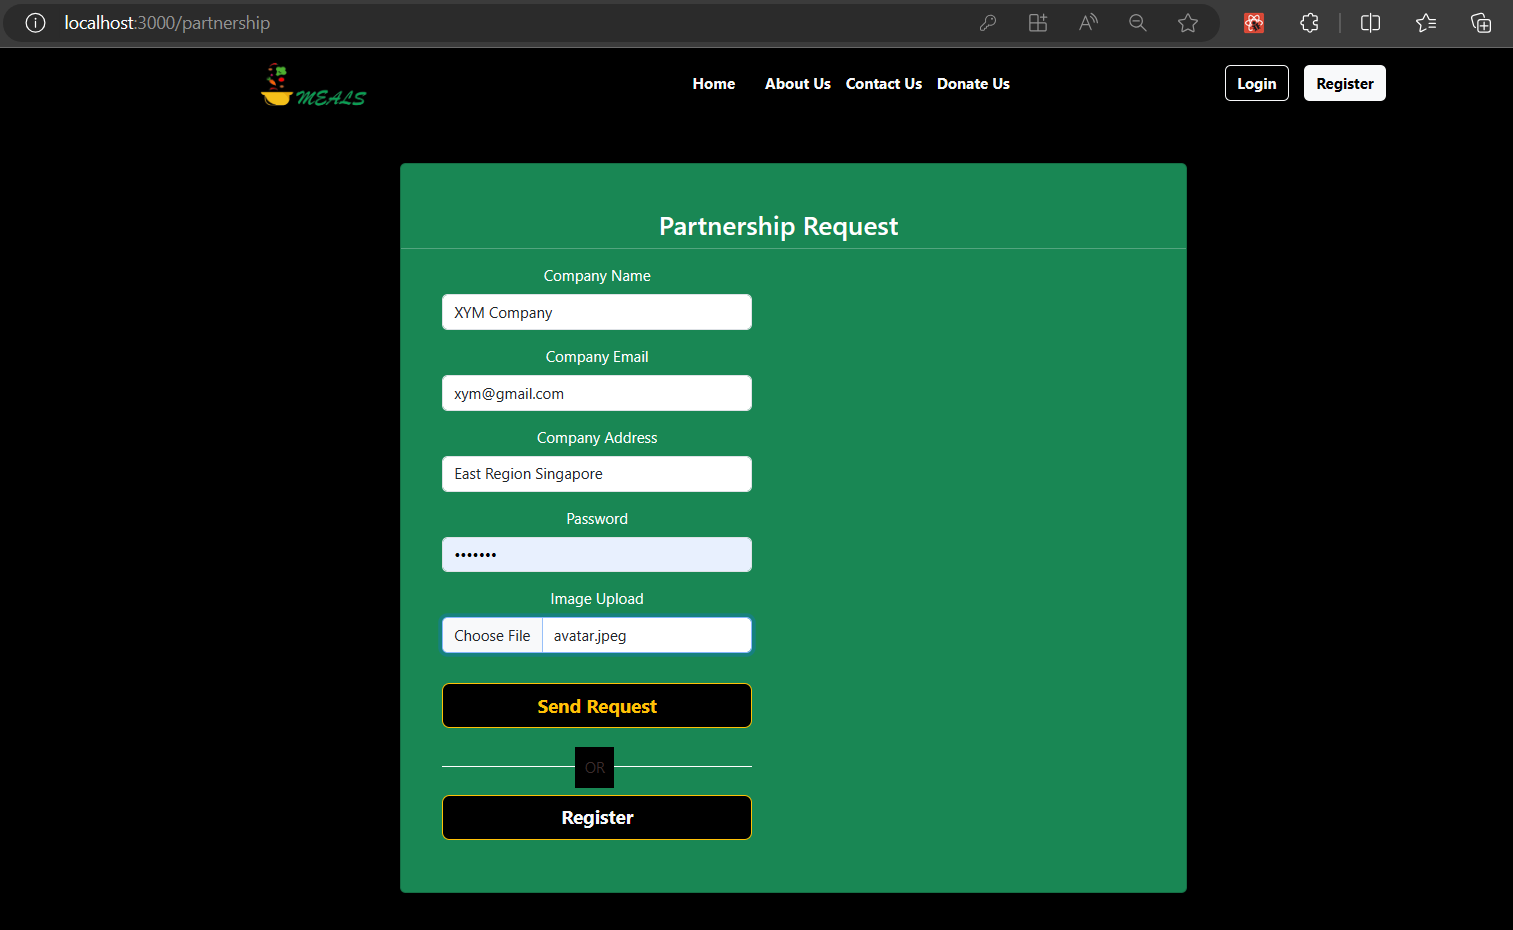 localhost:3000/partnership
MEALS
Home About Us Contact Us Donate Us
Login Register
Partnership Request
Company Name
XYM Company
Company Email
xym@gmail.com
Company Address
East Region Singapore
Password
•••••••
Image Upload
Choose File avatar.jpeg
Send Request
OR
Register